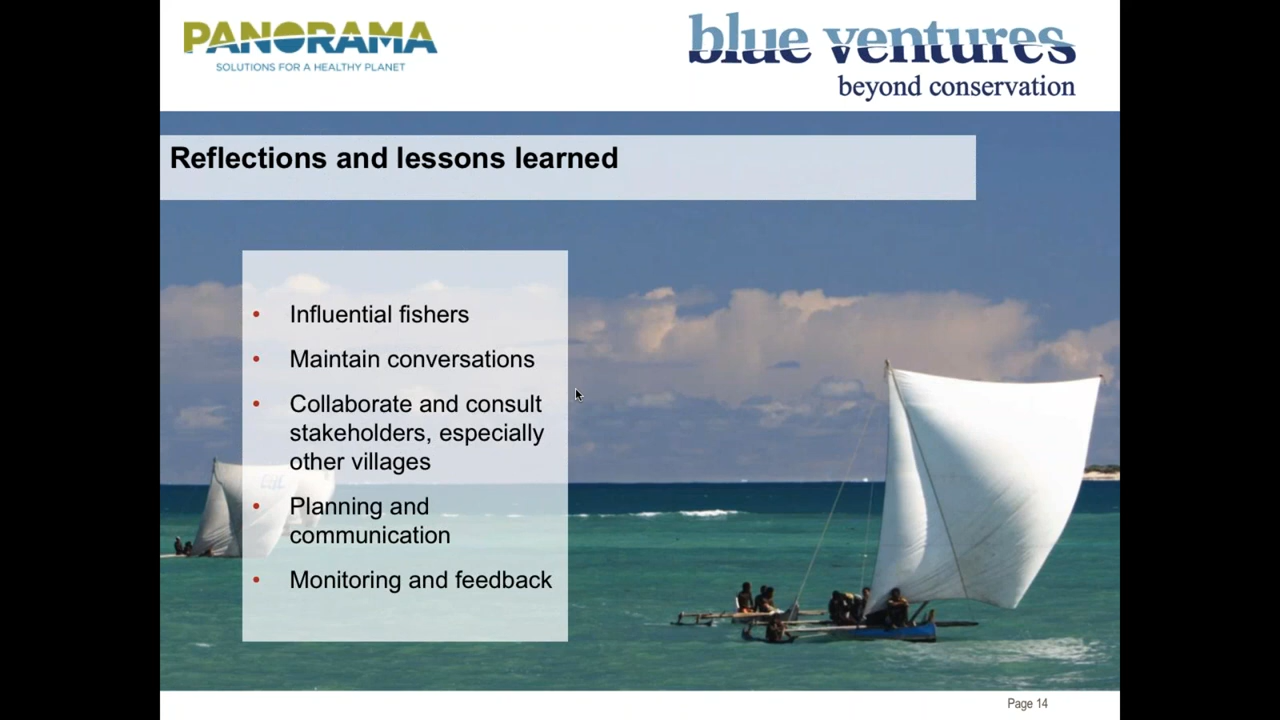 PANORAMA
SOLUTIONS FOR A HEALTHY PLANET
blue ventures
beyond conservation
Reflections and lessons learned
• Influential fishers
• Maintain conversations
• Collaborate and consult
stakeholders, especially
other villages
• Planning and
communication
• Monitoring and feedback
Page 14